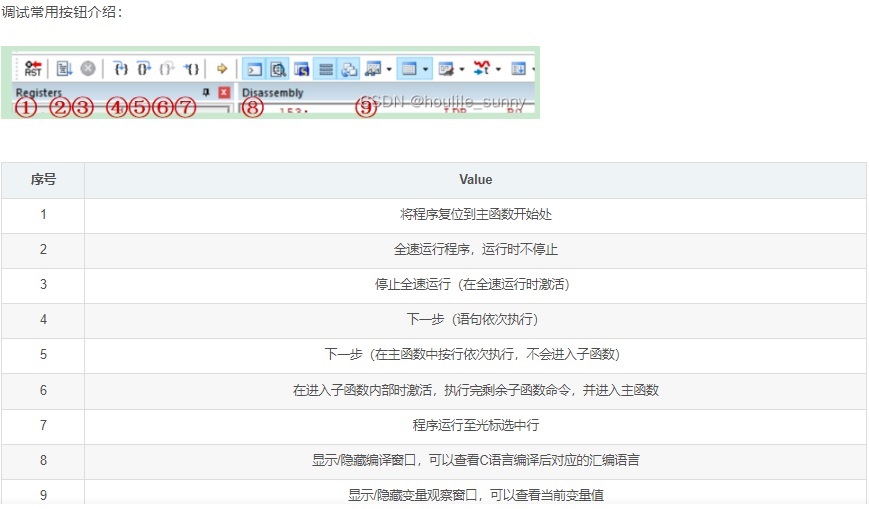 调试常用按钮介绍：
RST
Registers
Disassembly
①②③④⑤⑥⑦⑧⑨
CSDN @houjile_sunny
153:
LDR
序号 Value
1 将程序复位到主函数开始处
2 全速运行程序，运行时不停止
3 停止全速运行（在全速运行时激活）
4 下一步（语句依次执行）
5 下一步（在主函数中按行依次执行，不会进入子函数）
6 在进入子函数内部时激活，执行完剩余子函数命令，并进入主函数
7 程序运行至光标选中行
8 显示/隐藏编译窗口，可以查看C语言编译后对应的汇编语言
9 显示/隐藏变量观察窗口，可以查看当前变量值